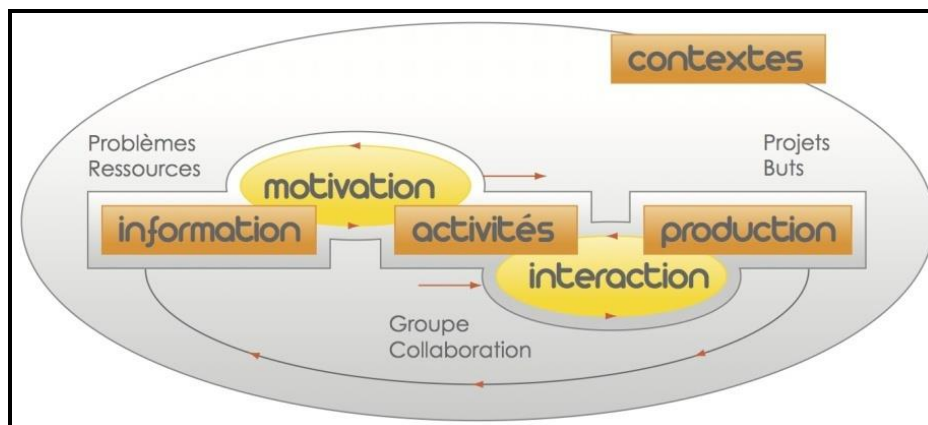 contextes
Problèmes
Ressources
Projets
Buts
motivation
information
activités
production
interaction
Groupe
Collaboration